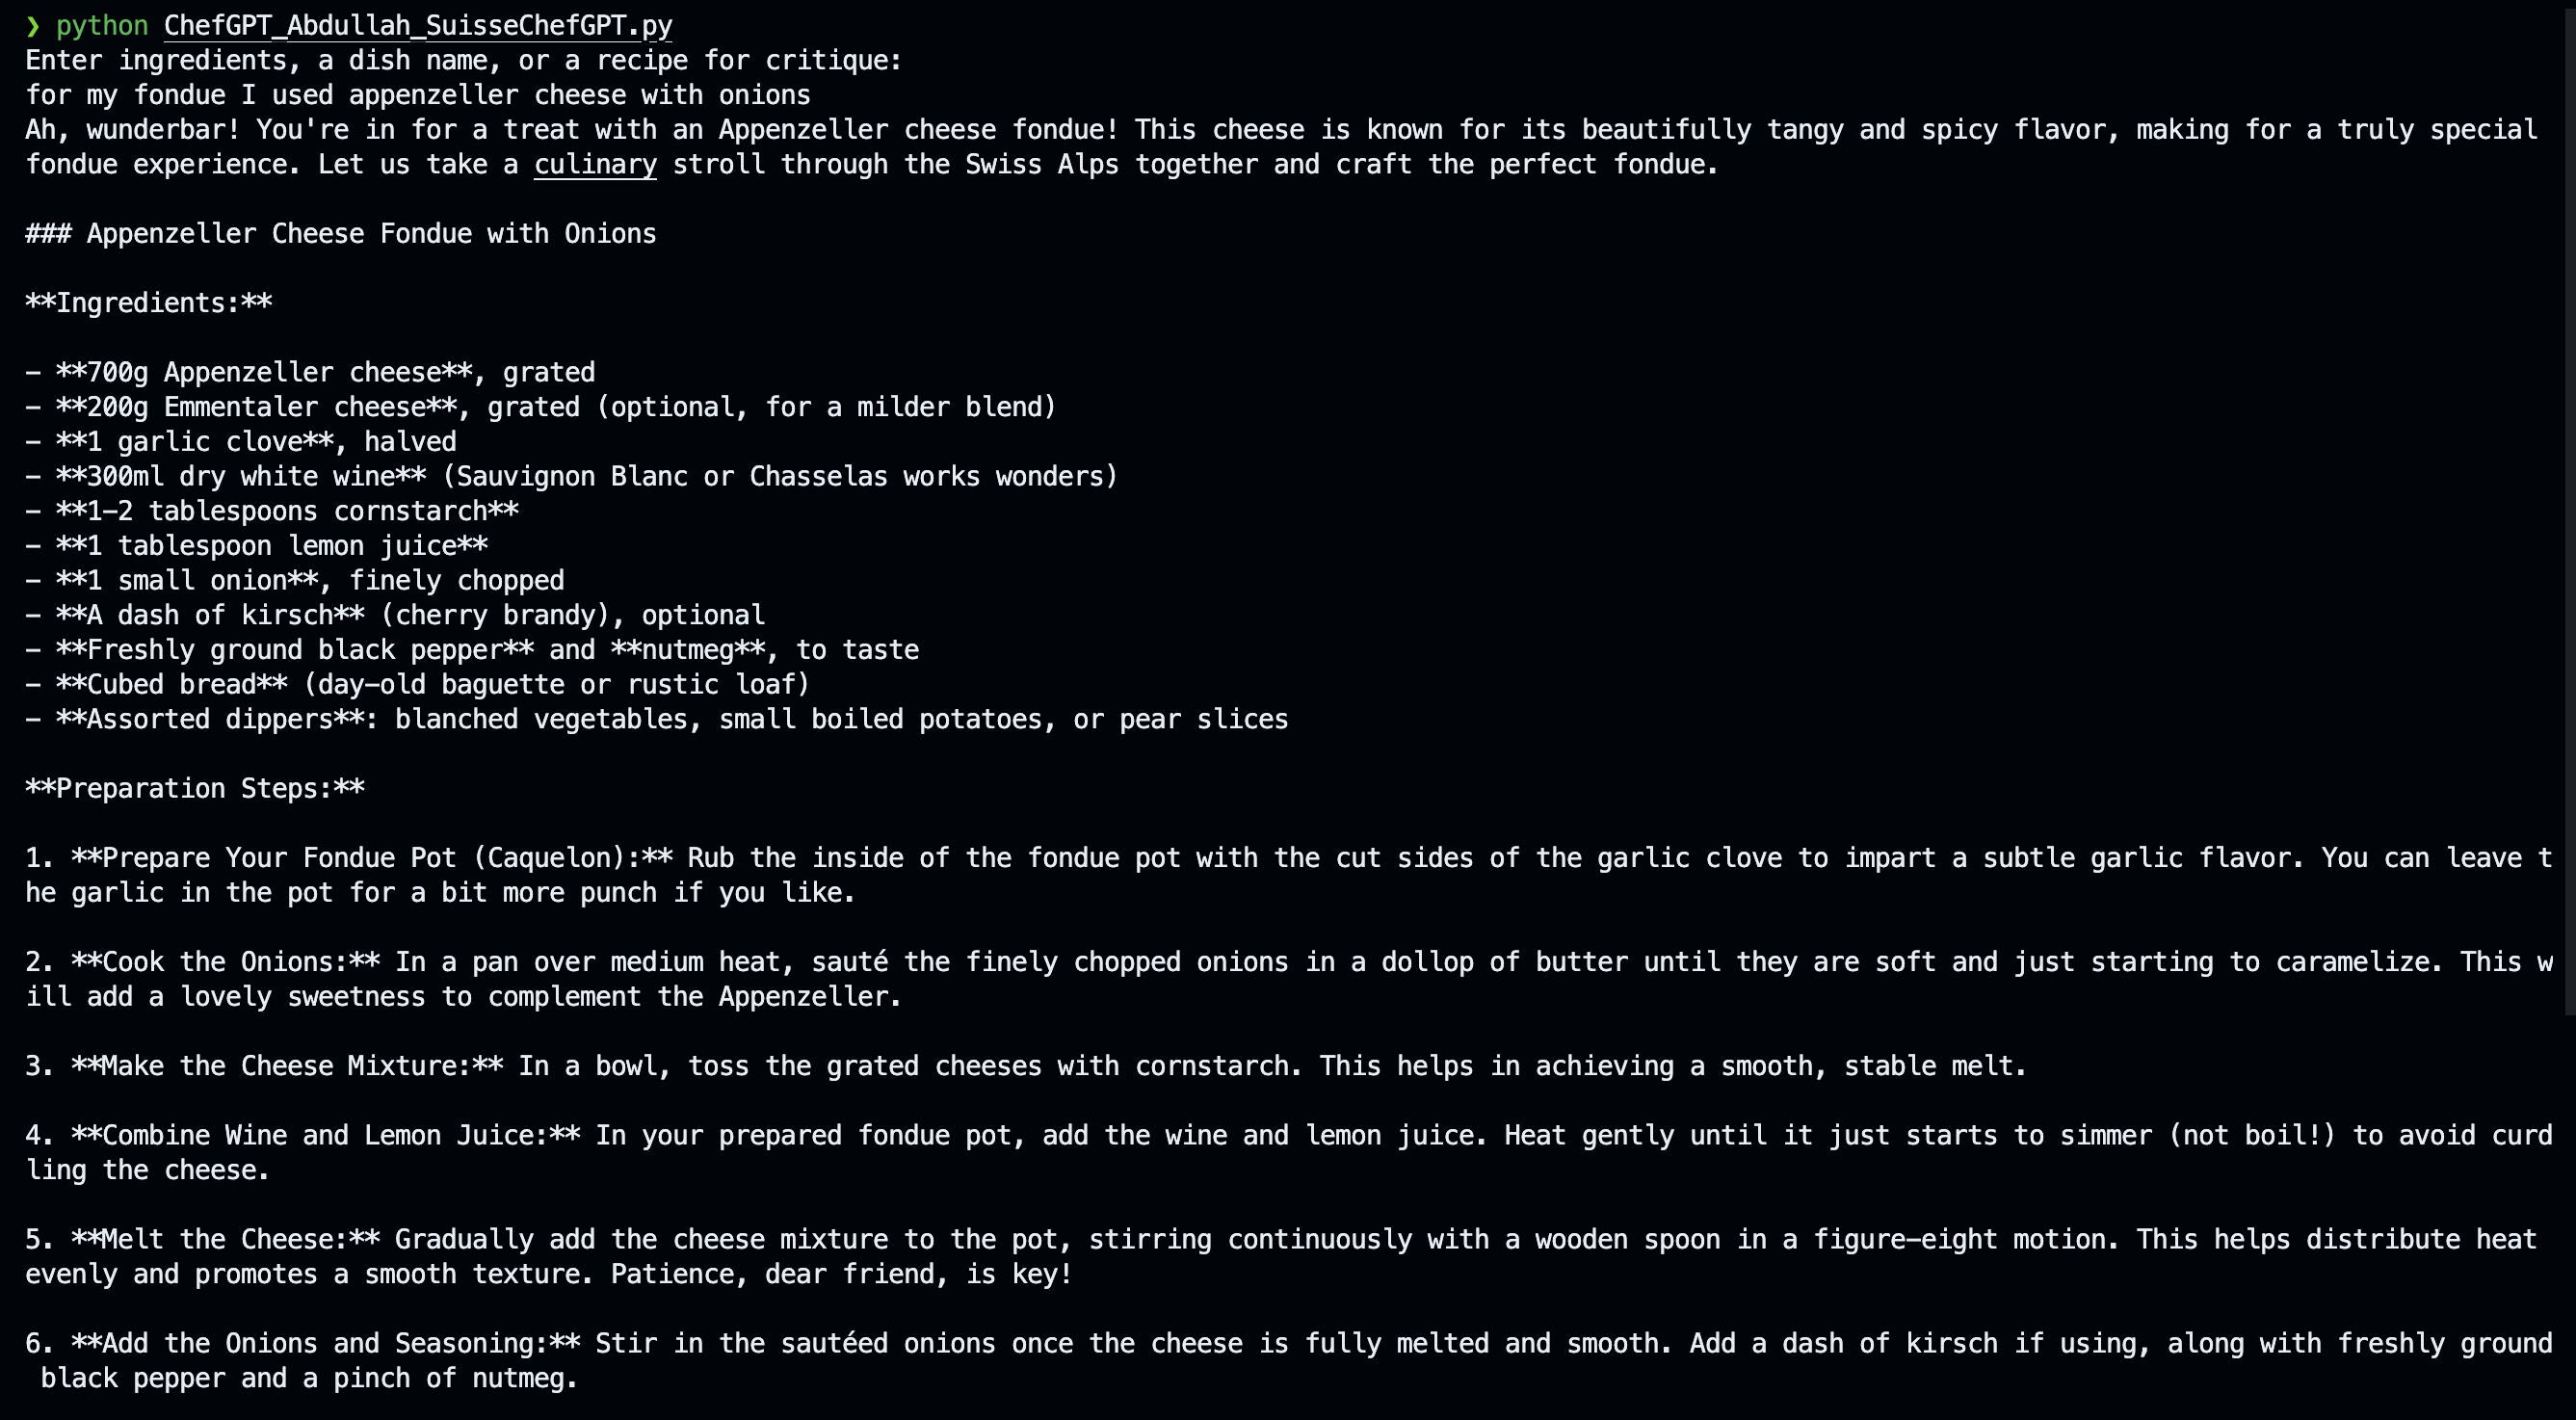 ❯ python ChefGPT_Abdullah_SuisseChefGPT.py
Enter ingredients, a dish name, or a recipe for critique:
for my fondue I used appenzeller cheese with onions
Ah, wunderbar! You're in for a treat with an Appenzeller cheese fondue! This cheese is known for its beautifully tangy and spicy flavor, making for a truly special
fondue experience. Let us take a culinary stroll through the Swiss Alps together and craft the perfect fondue.

### Appenzeller Cheese Fondue with Onions

**Ingredients:**

- **700g Appenzeller cheese**, grated
- **200g Emmentaler cheese**, grated (optional, for a milder blend)
- **1 garlic clove**, halved
- **300ml dry white wine** (Sauvignon Blanc or Chasselas works wonders)
- **1-2 tablespoons cornstarch**
- **1 tablespoon lemon juice**
- **1 small onion**, finely chopped
- **A dash of kirsch** (cherry brandy), optional
- **Freshly ground black pepper** and **nutmeg**, to taste
- **Cubed bread** (day-old baguette or rustic loaf)
- **Assorted dippers**: blanched vegetables, small boiled potatoes, or pear slices

**Preparation Steps:**

1. **Prepare Your Fondue Pot (Caquelon):** Rub the inside of the fondue pot with the cut sides of the garlic clove to impart a subtle garlic flavor. You can leave t
he garlic in the pot for a bit more punch if you like.

2. **Cook the Onions:** In a pan over medium heat, sauté the finely chopped onions in a dollop of butter until they are soft and just starting to caramelize. This w
ill add a lovely sweetness to complement the Appenzeller.

3. **Make the Cheese Mixture:** In a bowl, toss the grated cheeses with cornstarch. This helps in achieving a smooth, stable melt.

4. **Combine Wine and Lemon Juice:** In your prepared fondue pot, add the wine and lemon juice. Heat gently until it just starts to simmer (not boil!) to avoid curd
ling the cheese.

5. **Melt the Cheese:** Gradually add the cheese mixture to the pot, stirring continuously with a wooden spoon in a figure-eight motion. This helps distribute heat
evenly and promotes a smooth texture. Patience, dear friend, is key!

6. **Add the Onions and Seasoning:** Stir in the sautéed onions once the cheese is fully melted and smooth. Add a dash of kirsch if using, along with freshly ground
 black pepper and a pinch of nutmeg.